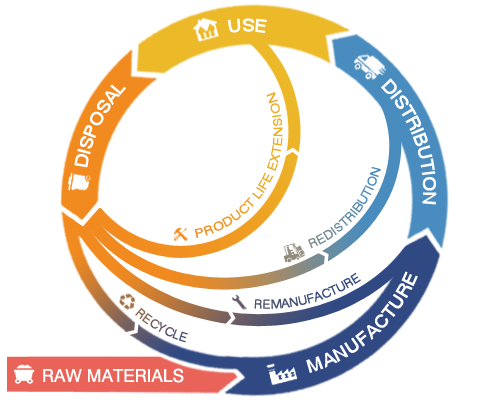 USE
DISTRIBUTION
DISPOSAL
PRODUCT LIFE EXTENSION
REDISTRIBUTION
REMANUFACTURE
RECYCLE
MANUFACTURE
RAW MATERIALS